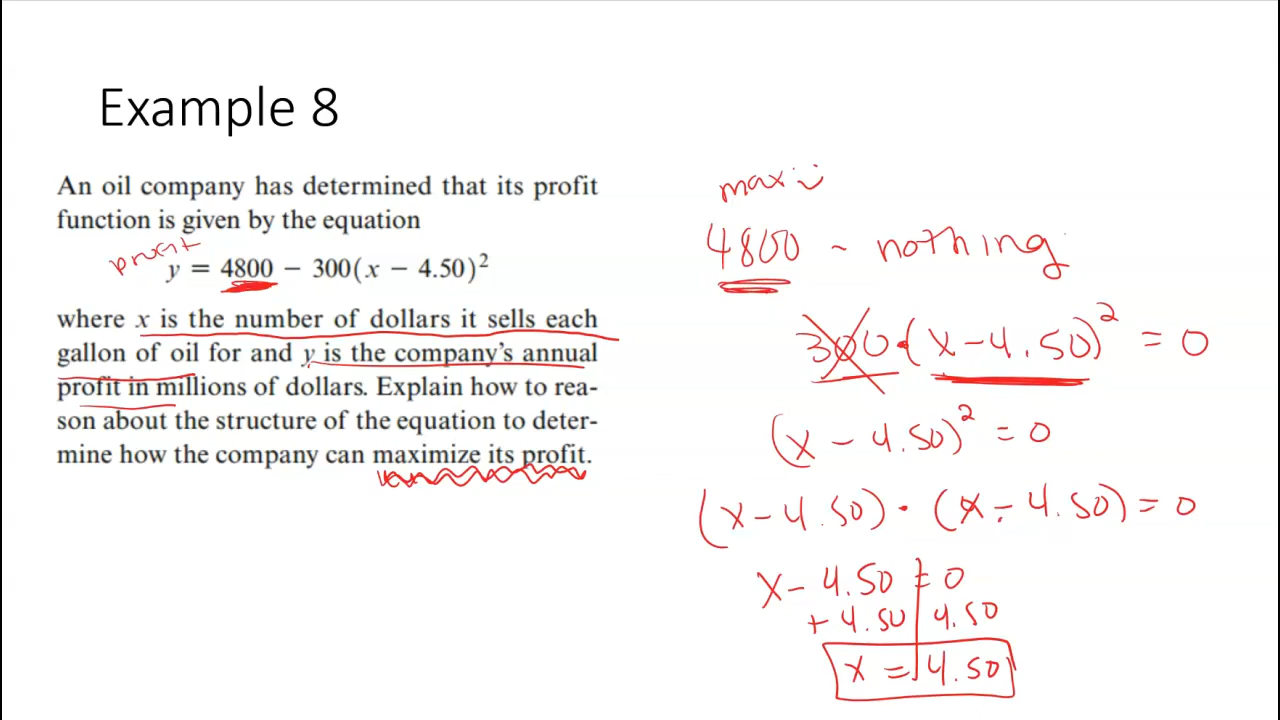 Example 8
An oil company has determined that its profit
function is given by the equation
profit
y = 4800 − 300(x − 4.50)²
where x is the number of dollars it sells each
gallon of oil for and y is the company's annual
profit in millions of dollars. Explain how to rea-
son about the structure of the equation to deter-
mine how the company can maximize its profit.
max
4800 - nothing
300 · (x - 4.50)² = 0
(x - 4.50)² = 0
(x - 4.50) · (x - 4.50) = 0
x - 4.50 = 0
+ 4.50 4.50
x = 4.50